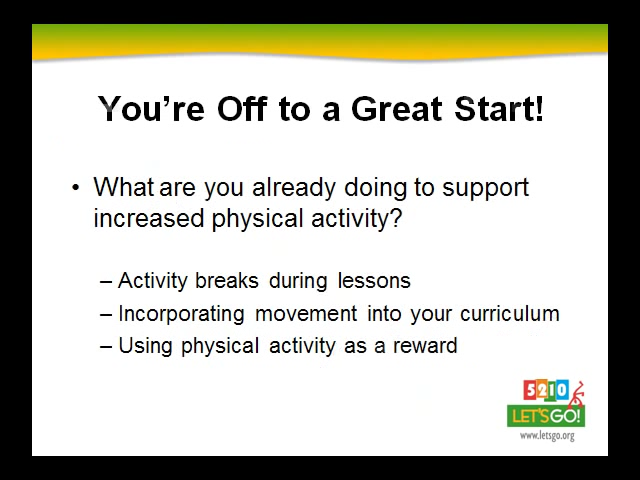 You're Off to a Great Start!
• What are you already doing to support
increased physical activity?
– Activity breaks during lessons
– Incorporating movement into your curriculum
– Using physical activity as a reward
5210
LET'S GO!
www.letsgo.org